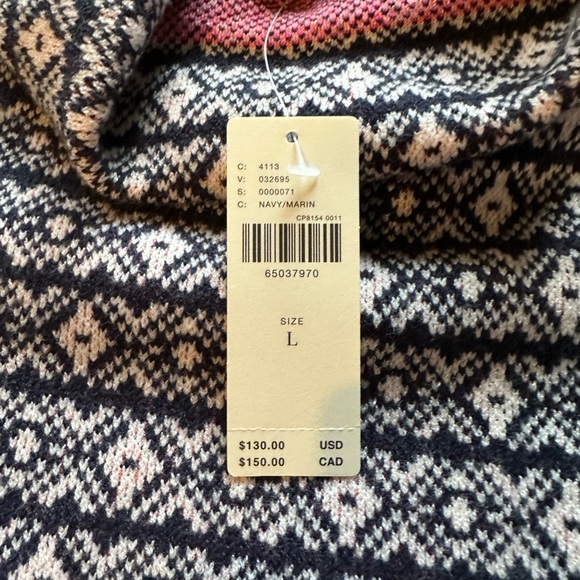 C: 4113
V: 032695
S: 0000071
C: NAVY/MARIN
CP8154 0011
65037970
SIZE
L
$130.00 USD
$150.00 CAD